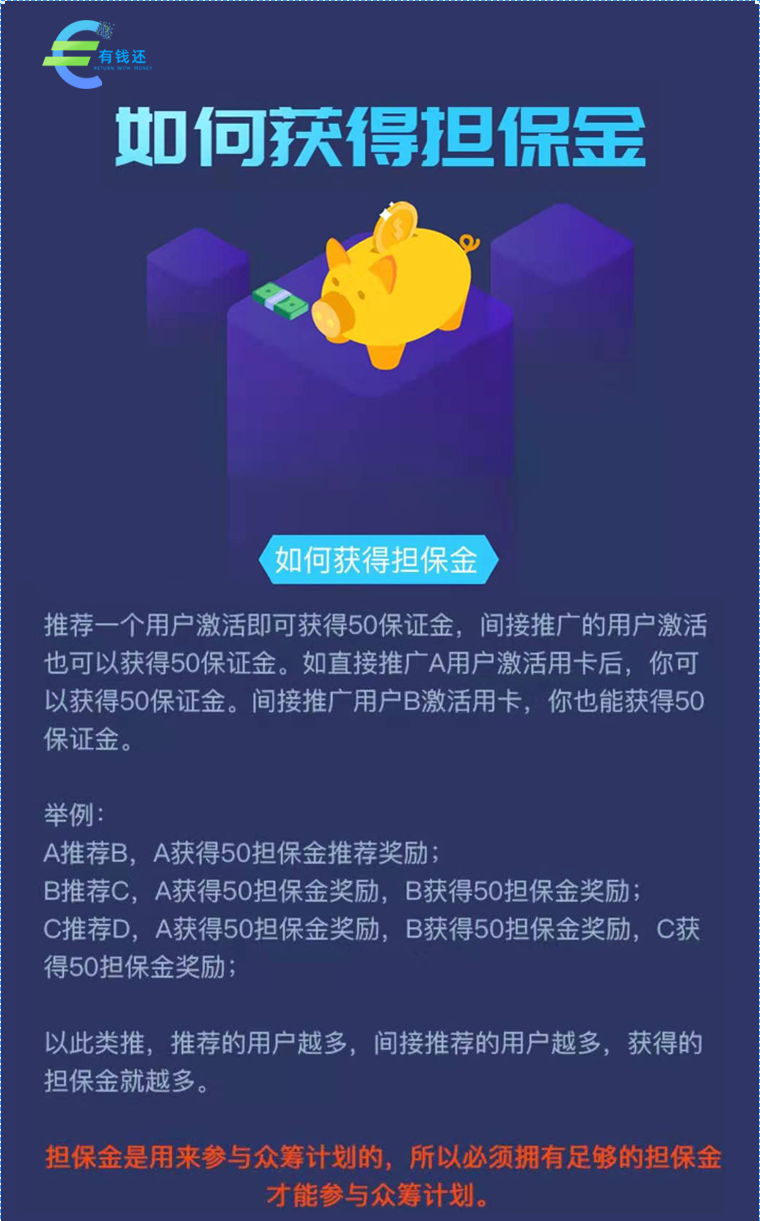 有钱还
RETURN WITH MONEY
如何获得担保金
如何获得担保金
推荐一个用户激活即可获得50保证金，间接推广的用户激活
也可以获得50保证金。如直接推广A用户激活用卡后，你可
以获得50保证金。间接推广用户B激活用卡，你也能获得50
保证金。
举例：
A推荐B，A获得50担保金推荐奖励；
B推荐C，A获得50担保金奖励，B获得50担保金奖励；
C推荐D，A获得50担保金奖励，B获得50担保金奖励，C获
得50担保金奖励；
以此类推，推荐的用户越多，间接推荐的用户越多，获得的
担保金就越多。
担保金是用来参与众筹计划的，所以必须拥有足够的担保金
才能参与众筹计划。